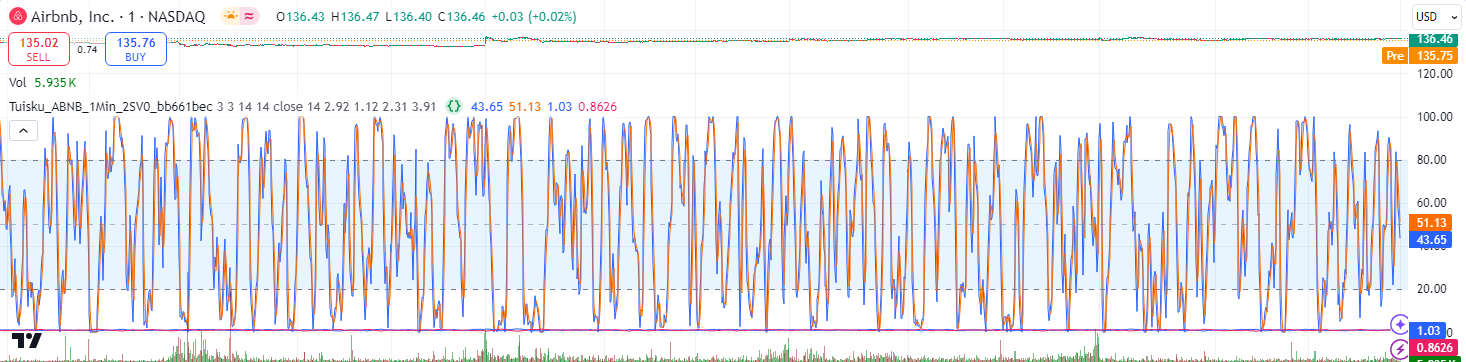 Airbnb, Inc. · 1 · NASDAQ O136.43 H136.47 L136.40 C136.46 +0.03 (+0.02%)
USD
135.02
SELL
0.74
135.76
BUY
136.46
Pre 135.75
Vol 5.935K
120.00
Tuisku_ABNB_1Min_2SV0_bb661bec 3 3 14 14 close 14 2.92 1.12 2.31 3.91 {} 43.65 51.13 1.03 0.8626
100.00
80.00
60.00
51.13
43.65
20.00
1.03
0.8626